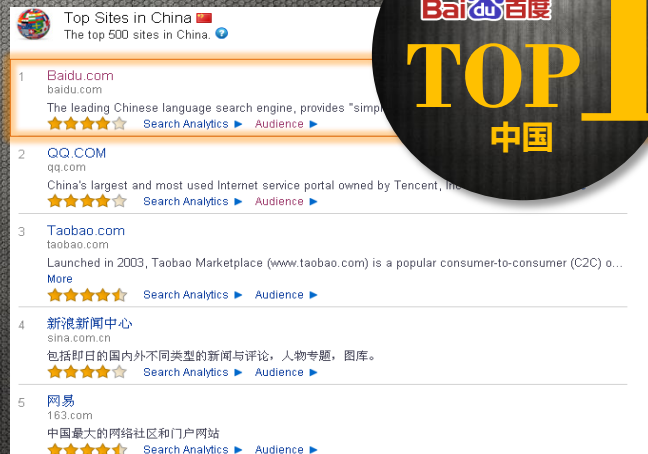 Top Sites in China
The top 500 sites in China.
Bai du 百度
TOP 1
中国
1
Baidu.com
baidu.com
The leading Chinese language search engine, provides "simp
Search Analytics Audience
2
QQ.COM
qq.com
China's largest and most used Internet service portal owned by Tencent, Inc
Search Analytics Audience
3
Taobao.com
taobao.com
Launched in 2003, Taobao Marketplace (www.taobao.com) is a popular consumer-to-consumer (C2C) o...
More
Search Analytics Audience
4
新浪新闻中心
sina.com.cn
包括即日的国内外不同类型的新闻与评论，人物专题，图库。
Search Analytics Audience
5
网易
163.com
中国最大的网络社区和门户网站
Search Analytics Audience